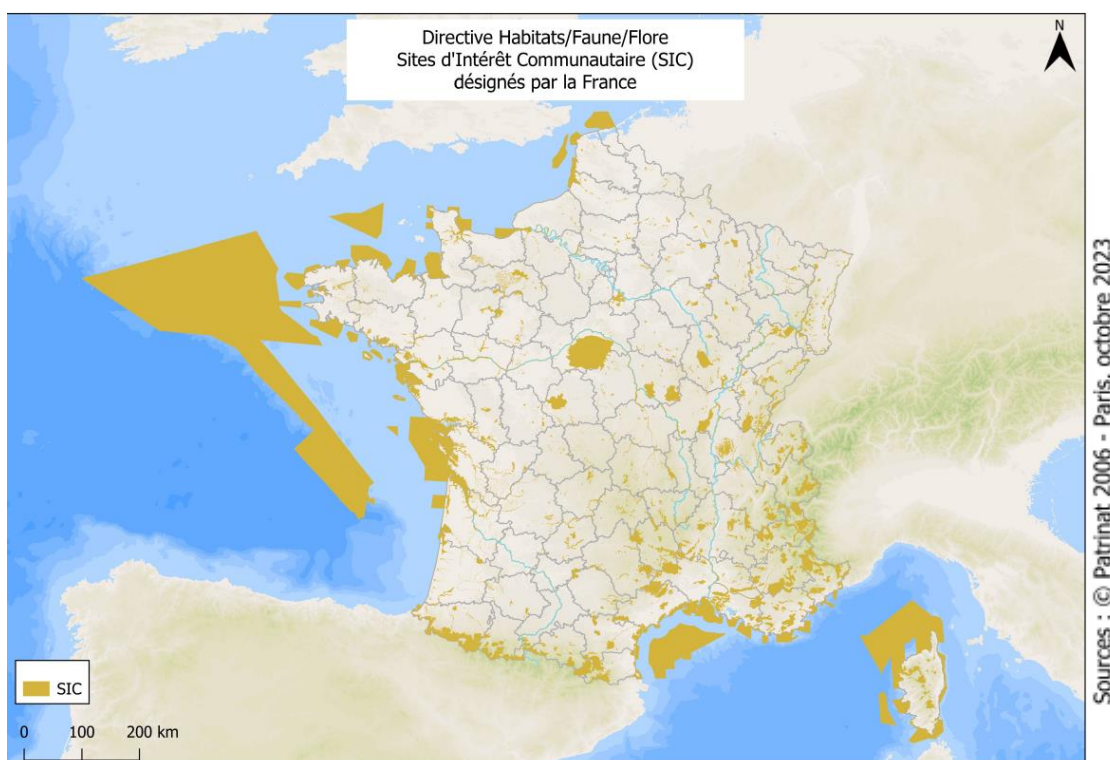 Directive Habitats/Faune/Flore
Sites d'Intérêt Communautaire (SIC)
désignés par la France
N
Sources : © Patrinat 2006 - Paris, octobre 2023
SIC
0 100 200 km